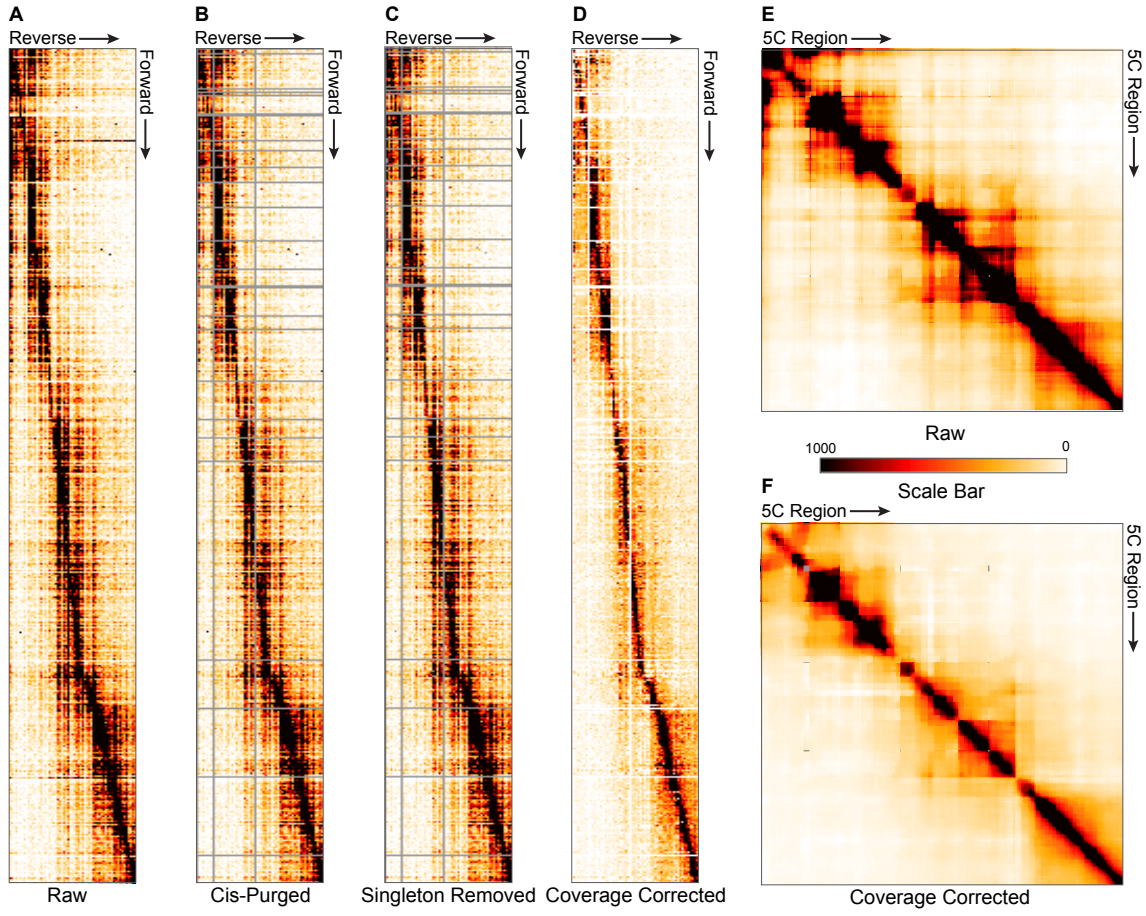 A
Reverse
Forward
Raw
B
Reverse
Forward
Cis-Purged
C
Reverse
Forward
Singleton Removed
D
Reverse
Forward
Coverage Corrected
E
5C Region
5C Region
Raw
1000 0
Scale Bar
F
5C Region
5C Region
Coverage Corrected